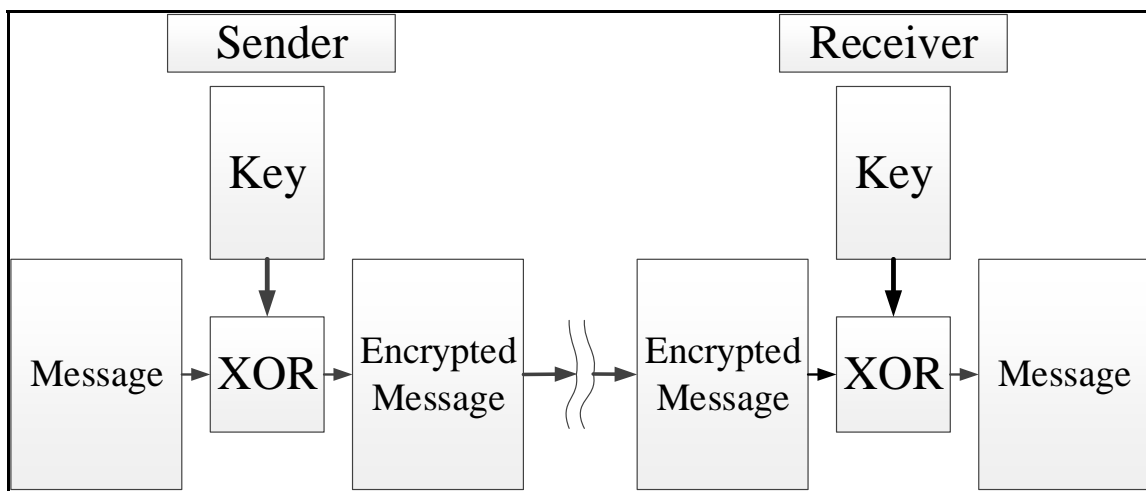 Sender
Receiver
Key
Key
Message
XOR
Encrypted
Message
Encrypted
Message
XOR
Message